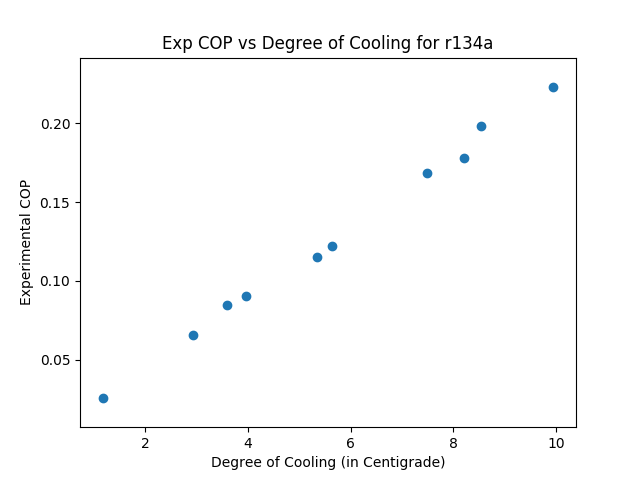 Exp COP vs Degree of Cooling for r134a
0.20
0.15
0.10
0.05
Experimental COP
2 4 6 8 10
Degree of Cooling (in Centigrade)